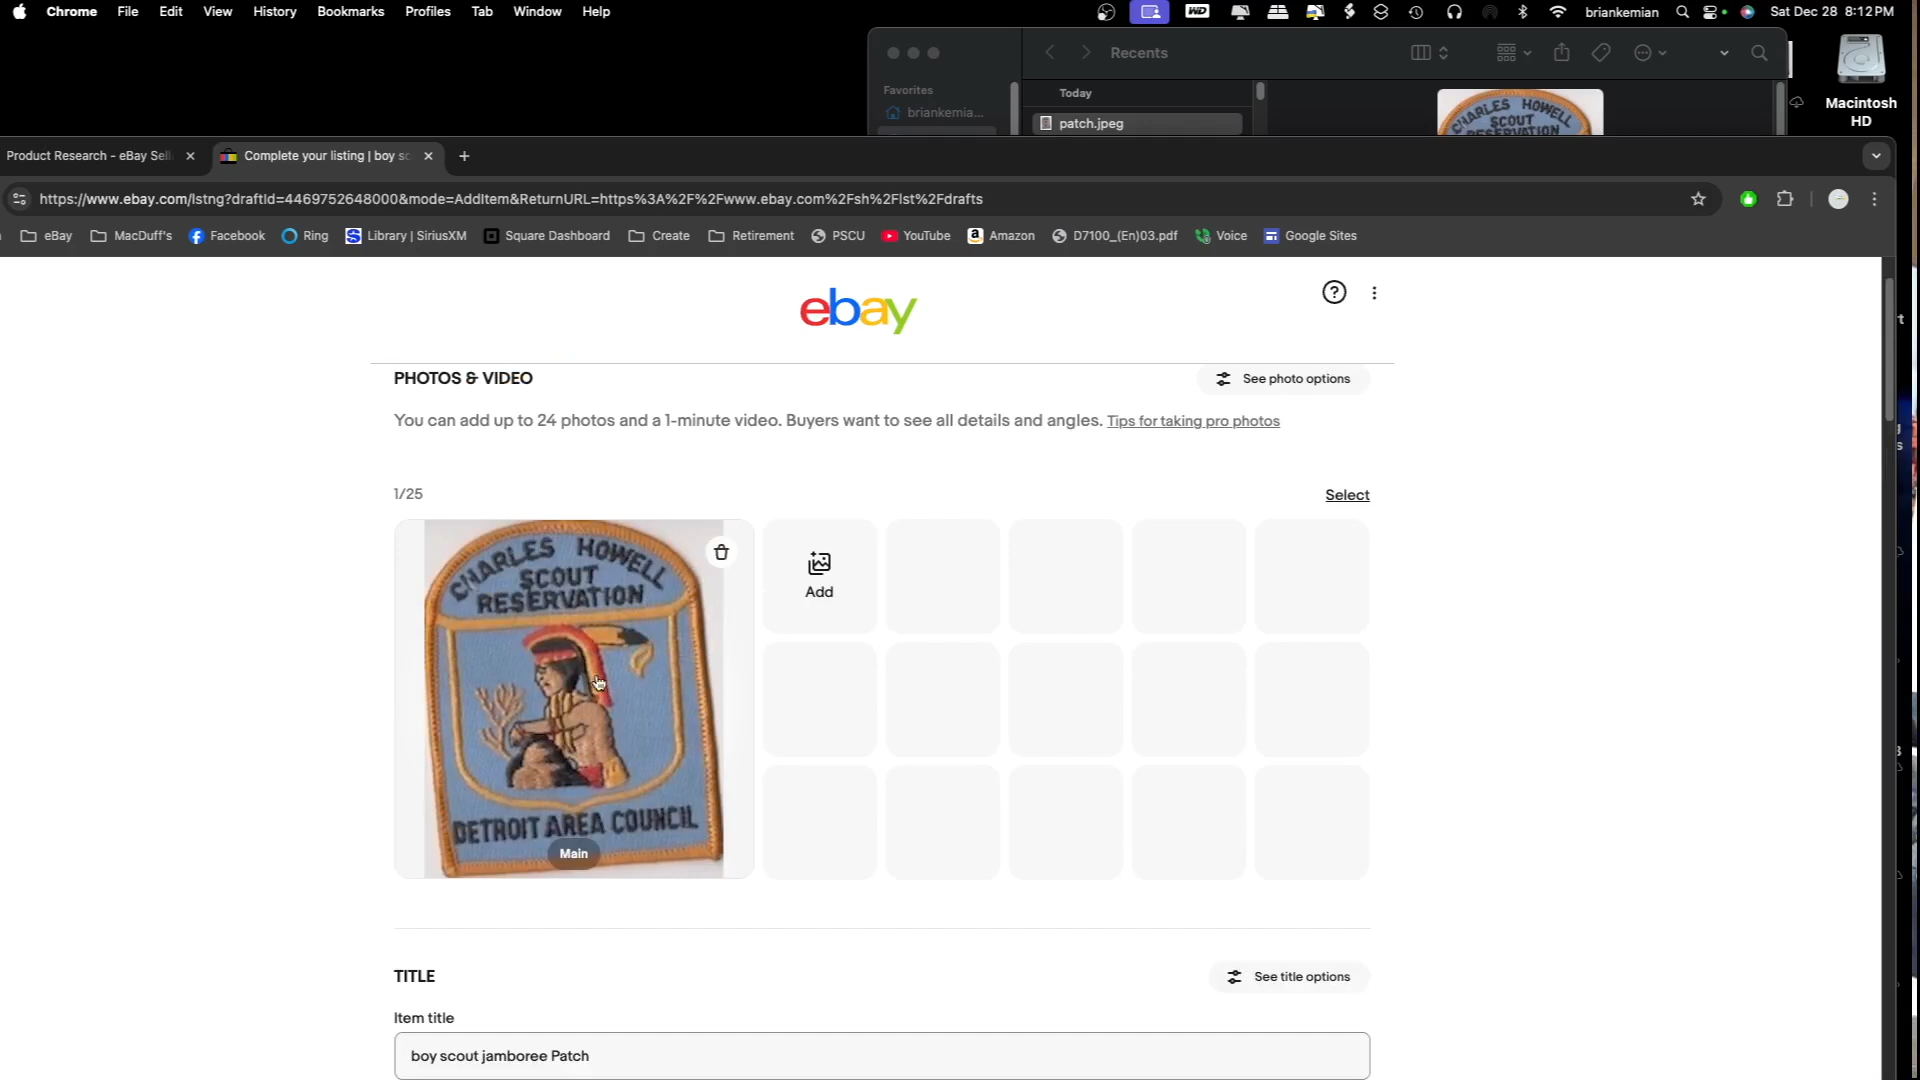 Chrome File Edit View History Bookmarks Profiles Tab Window Help
WD briankemian Sat Dec 28 8:12 PM
Recents
Favorites
briankemia...
Today
patch.jpeg
CHARLES HOWELL
SCOUT
Macintosh
HD
Product Research - eBay Sell
Complete your listing | boy sc
https://www.ebay.com/lstng?draftId=4469752648000&mode=AddItem&ReturnURL=https%3A%2F%2Fwww.ebay.com%2Fsh%2Flst%2Fdrafts
eBay MacDuff's Facebook Ring Library | SiriusXM Square Dashboard Create Retirement PSCU YouTube Amazon D7100_(En)03.pdf Voice Google Sites
ebay
PHOTOS & VIDEO
See photo options
You can add up to 24 photos and a 1-minute video. Buyers want to see all details and angles. Tips for taking pro photos
1/25
Select
CHARLES HOWELL
SCOUT
RESERVATION
DETROIT AREA COUNCIL
Main
Add
TITLE
See title options
Item title
boy scout jamboree Patch